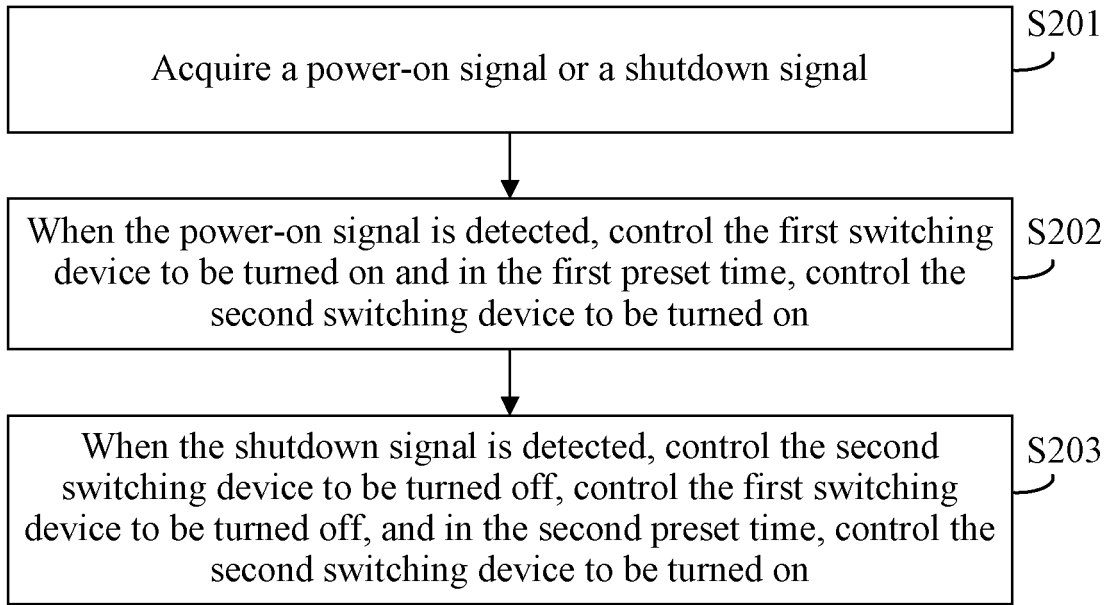 S201
Acquire a power-on signal or a shutdown signal
When the power-on signal is detected, control the first switching
S202
device to be turned on and in the first preset time, control the
second switching device to be turned on
When the shutdown signal is detected, control the second
S203
switching device to be turned off, control the first switching
device to be turned off, and in the second preset time, control the
second switching device to be turned on